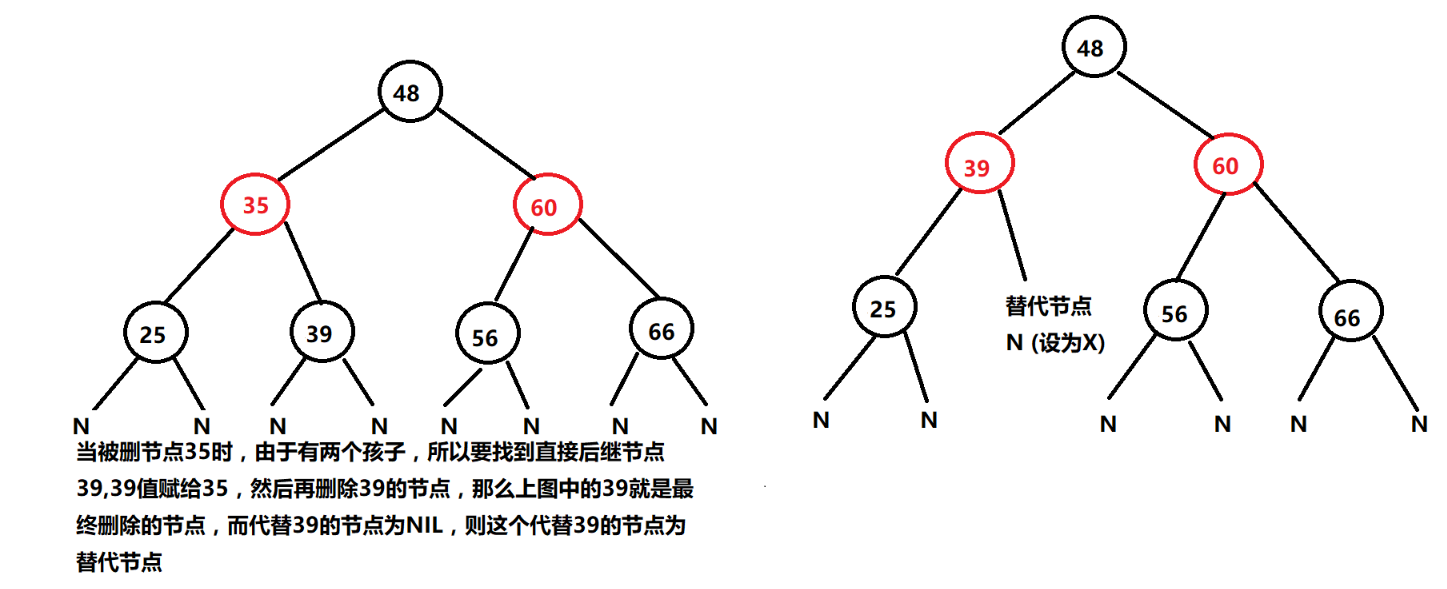 48
35
60
25
39
56
66
N
N
N
N
N
N
N
N
当被删节点35时，由于有两个孩子，所以要找到直接后继节点
39,39值赋给35，然后再删除39的节点，那么上图中的39就是最
终删除的节点，而代替39的节点为NIL，则这个代替39的节点为
替代节点
48
39
60
25
替代节点
N (设为X)
56
66
N
N
N
N
N
N